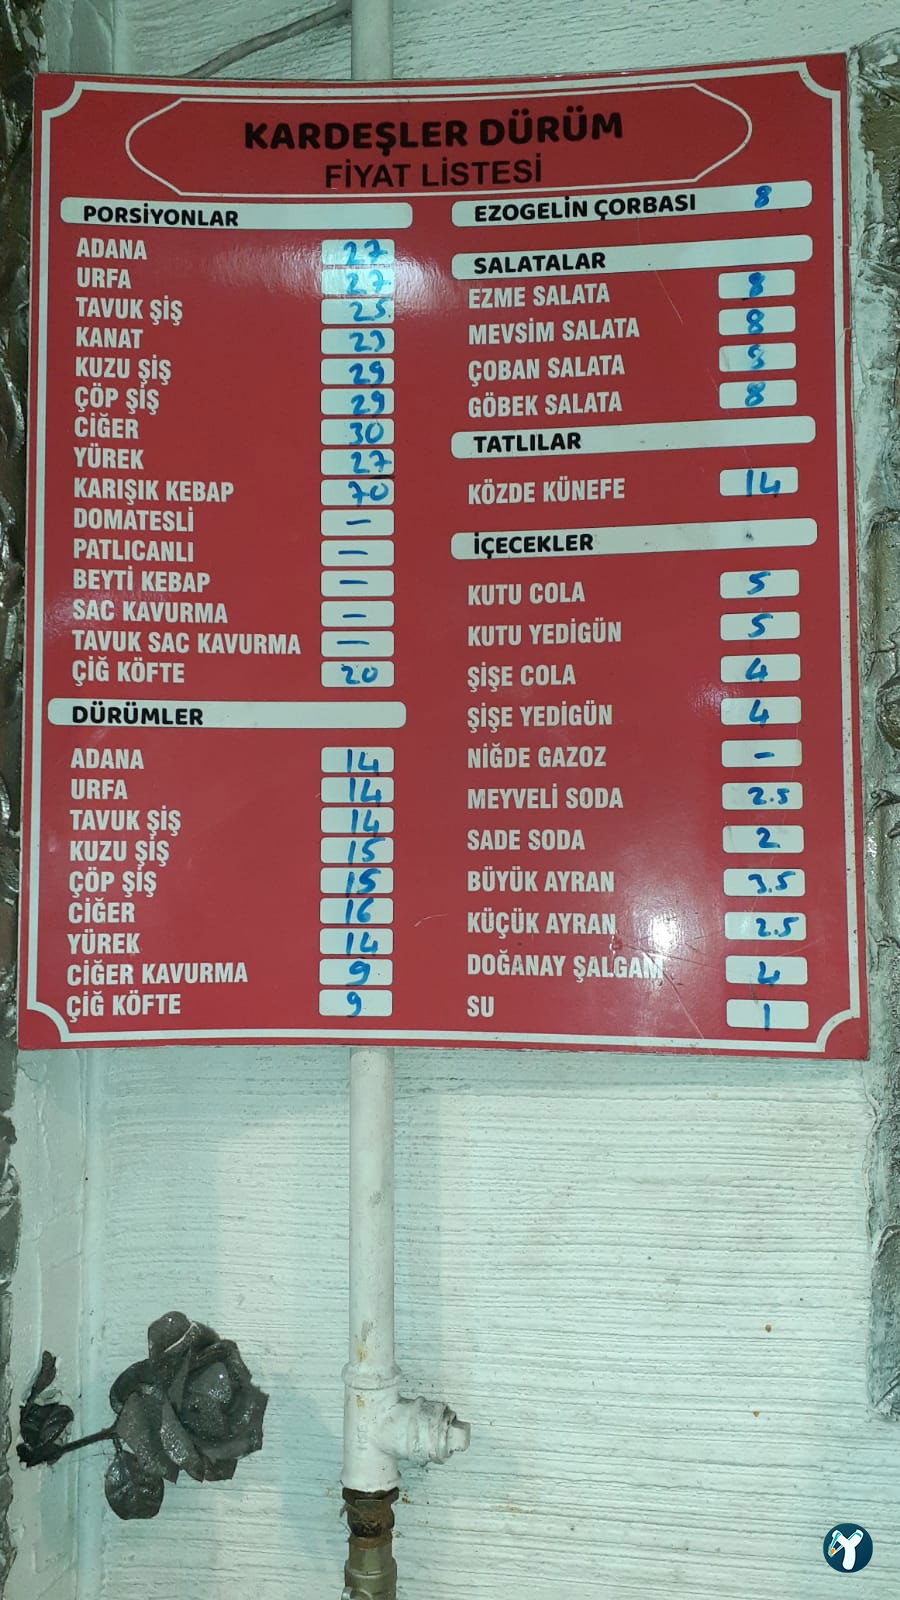 KARDEŞLER DÜRÜM
FİYAT LİSTESİ
PORSİYONLAR
ADANA 27
URFA 27
TAVUK ŞİŞ 25
KANAT
KUZU ŞİŞ 29
ÇÖP ŞİŞ 29
CİĞER 30
YÜREK 27
KARIŞIK KEBAP 70
DOMATESLİ -
PATLICANLI -
BEYTİ KEBAP -
SAC KAVURMA -
TAVUK SAC KAVURMA -
ÇİĞ KÖFTE 20
DÜRÜMLER
ADANA 14
URFA 14
TAVUK ŞİŞ 14
KUZU ŞİŞ 15
ÇÖP ŞİŞ 15
CİĞER 16
YÜREK 14
CİĞER KAVURMA 9
ÇİĞ KÖFTE 9
EZOGELİN ÇORBASI 8
SALATALAR
EZME SALATA 8
MEVSİM SALATA 8
ÇOBAN SALATA 8
GÖBEK SALATA 8
TATLILAR
KÖZDE KÜNEFE 14
İÇECEKLER
KUTU COLA 5
KUTU YEDİGÜN 5
ŞİŞE COLA 4
ŞİŞE YEDİGÜN 4
NİĞDE GAZOZ -
MEYVELİ SODA 2.5
SADE SODA 2
BÜYÜK AYRAN 3.5
KÜÇÜK AYRAN 2.5
DOĞANAY ŞALGAM 4
SU 1